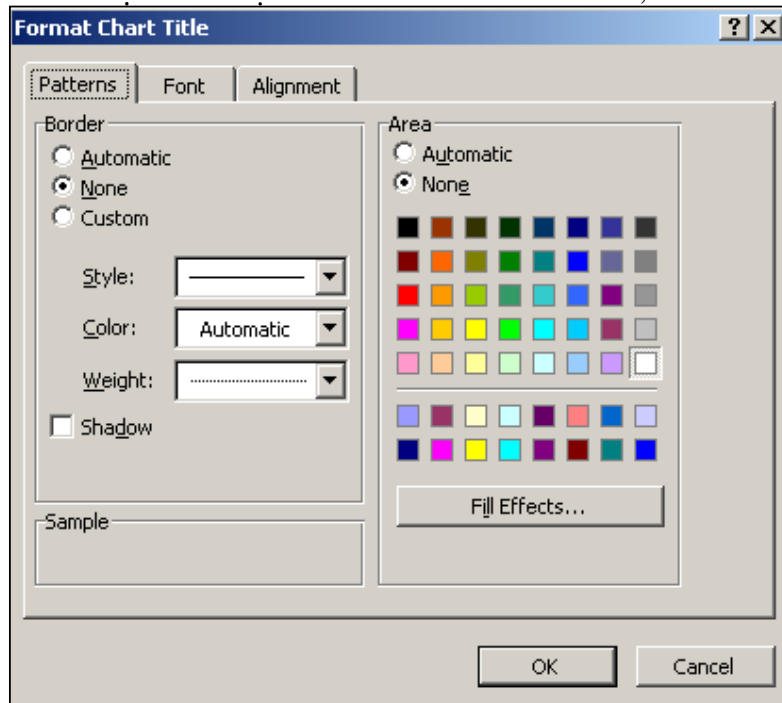 Format Chart Title
Patterns
Font
Alignment
Border
Automatic
None
Custom
Style:
Color:
Automatic
Weight:
Shadow
Sample
Area
Automatic
None
Fill Effects...
OK
Cancel